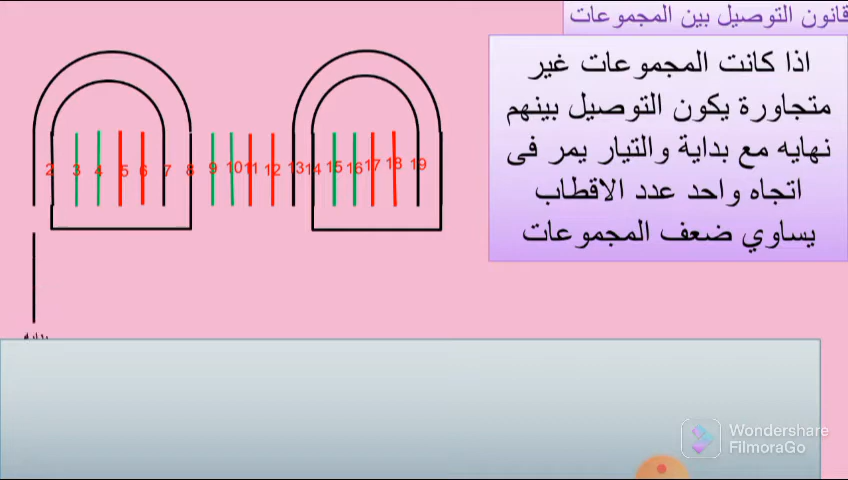 قانون التوصيل بين المجموعات
اذا كانت المجموعات غير
متجاورة يكون التوصيل بينهم
نهايه مع بداية والتيار يمر فى
اتجاه واحد عدد الاقطاب
يساوي ضعف المجموعات
2 3 4 5 6 7 8 9 10 11 12 13 14 15 16 17 18 19
Wondershare
FilmoraGo